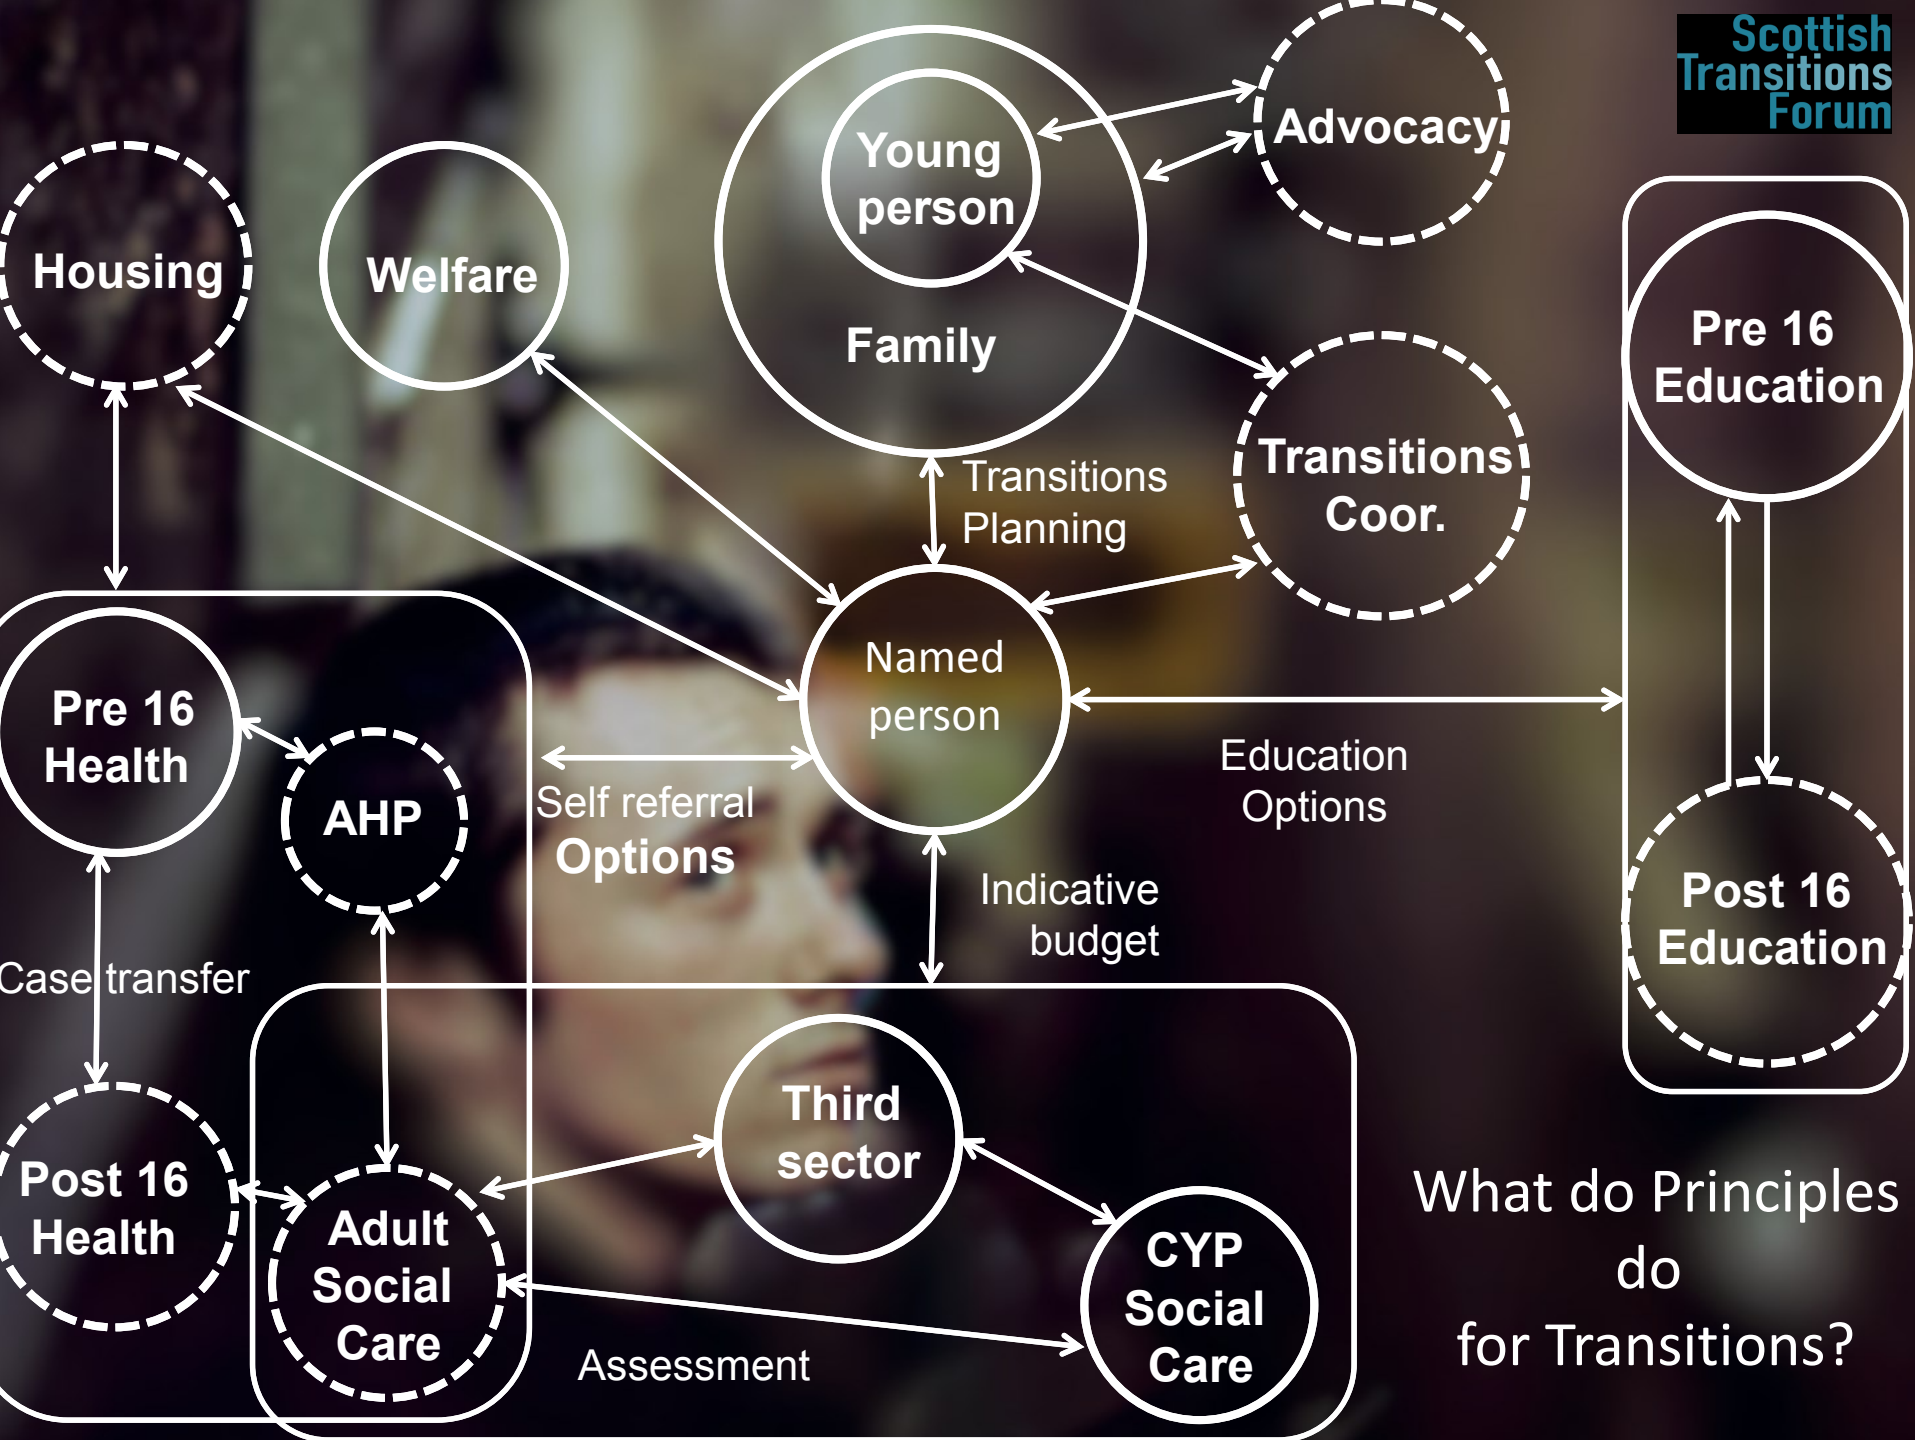 Scottish
Transitions
Forum
Advocacy
Young
person
Family
Housing
Welfare
Pre 16
Education
Transitions
Coor.
Transitions
Planning
Named
person
Pre 16
Health
AHP
Self referral
Options
Education
Options
Indicative
budget
Post 16
Education
Case transfer
Third
sector
Post 16
Health
Adult
Social
Care
CYP
Social
Care
Assessment
What do Principles
do
for Transitions?